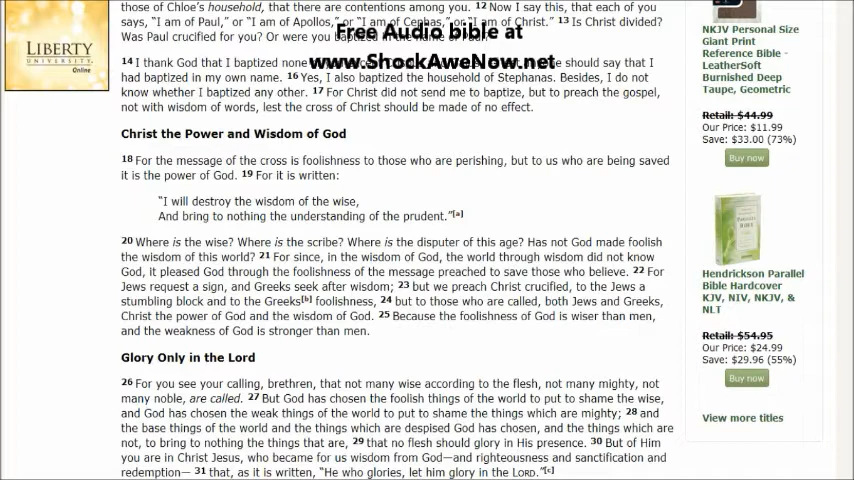 those of Chloe's household, that there are contentions among you. 12 Now I say this, that each of you
says, "I am of Paul," or "I am of Apollos," or "I am of Cephas," or "I am of Christ." 13 Is Christ divided?
Was Paul crucified for you? Or were you baptized in the name of Paul?
Free Audio bible at
www.ShockAweNow.net
14 I thank God that I baptized none should say that I
had baptized in my own name. 16 Yes, I also baptized the household of Stephanas. Besides, I do not
know whether I baptized any other. 17 For Christ did not send me to baptize, but to preach the gospel,
not with wisdom of words, lest the cross of Christ should be made of no effect.
Christ the Power and Wisdom of God
18 For the message of the cross is foolishness to those who are perishing, but to us who are being saved
it is the power of God. 19 For it is written:
"I will destroy the wisdom of the wise,
And bring to nothing the understanding of the prudent."[a]
20 Where is the wise? Where is the scribe? Where is the disputer of this age? Has not God made foolish
the wisdom of this world? 21 For since, in the wisdom of God, the world through wisdom did not know
God, it pleased God through the foolishness of the message preached to save those who believe. 22 For
Jews request a sign, and Greeks seek after wisdom; 23 but we preach Christ crucified, to the Jews a
stumbling block and to the Greeks[b] foolishness, 24 but to those who are called, both Jews and Greeks,
Christ the power of God and the wisdom of God. 25 Because the foolishness of God is wiser than men,
and the weakness of God is stronger than men.
Glory Only in the Lord
26 For you see your calling, brethren, that not many wise according to the flesh, not many mighty, not
many noble, are called. 27 But God has chosen the foolish things of the world to put to shame the wise,
and God has chosen the weak things of the world to put to shame the things which are mighty; 28 and
the base things of the world and the things which are despised God has chosen, and the things which are
not, to bring to nothing the things that are, 29 that no flesh should glory in His presence. 30 But of Him
you are in Christ Jesus, who became for us wisdom from God—and righteousness and sanctification and
redemption— 31 that, as it is written, "He who glories, let him glory in the LORD."[c]
LIBERTY
UNIVERSITY
Online
NKJV Personal Size
Giant Print
Reference Bible -
LeatherSoft
Burnished Deep
Taupe, Geometric
Retail: $44.99
Our Price: $11.99
Save: $33.00 (73%)
Buy now
Hendrickson Parallel
Bible Hardcover
KJV, NIV, NKJV, &
NLT
Retail: $54.95
Our Price: $24.99
Save: $29.96 (55%)
Buy now
View more titles